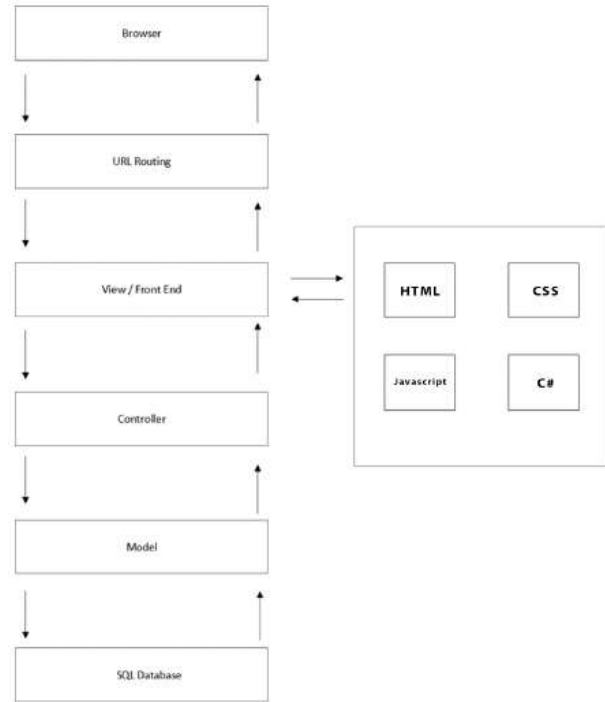 Browser
URL Routing
View / Front End
HTML
CSS
Javascript
C#
Controller
Model
SQL Database